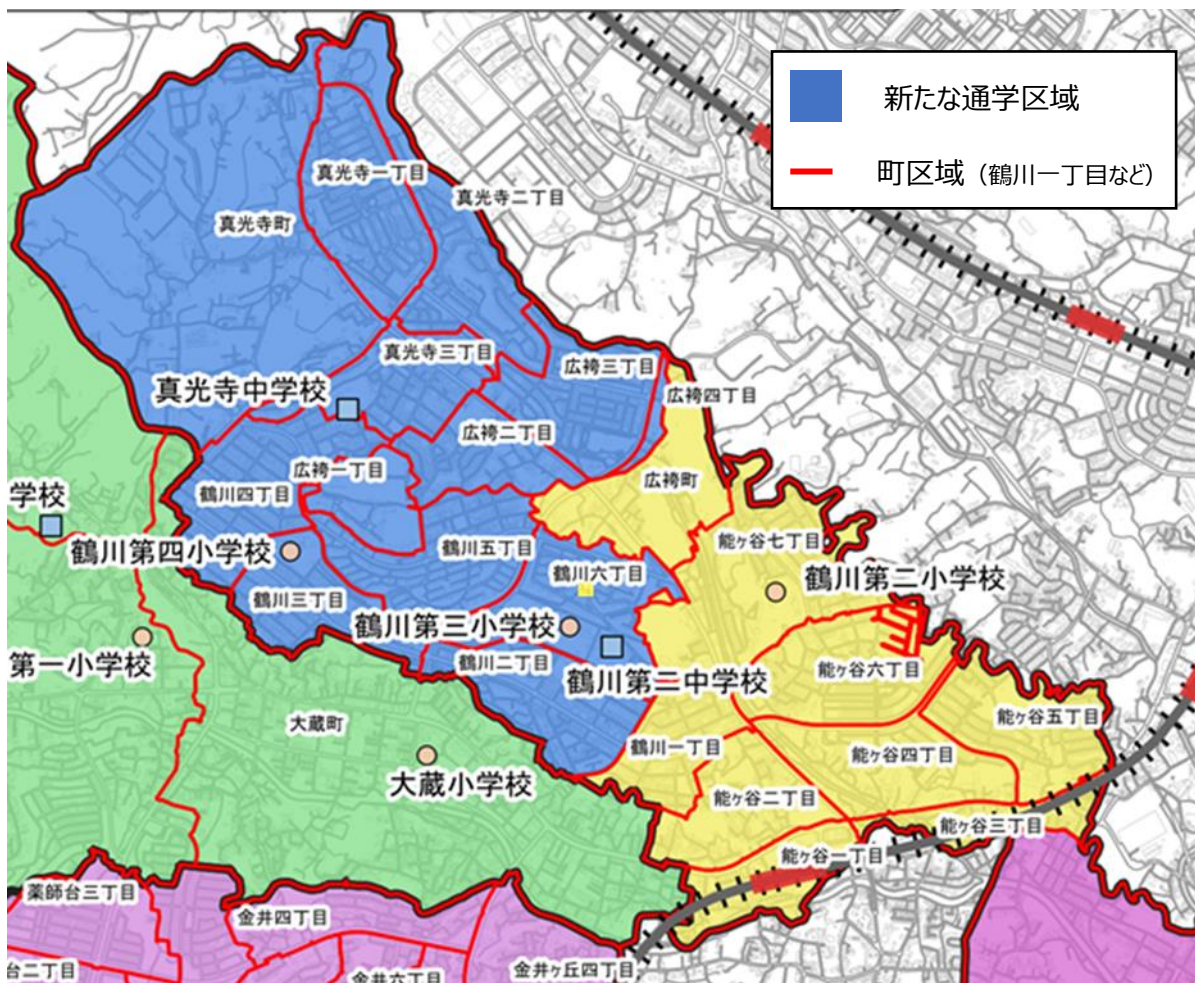 新たな通学区域
町区域（鶴川一丁目など）
真光寺一丁目
真光寺二丁目
真光寺町
真光寺三丁目
広袴三丁目
真光寺中学校
広袴四丁目
広袴二丁目
広袴一丁目
広袴町
鶴川四丁目
学校
能ヶ谷七丁目
鶴川第四小学校
鶴川五丁目
鶴川六丁目
鶴川第二小学校
鶴川三丁目
鶴川第三小学校
第一小学校
鶴川二丁目
能ヶ谷六丁目
鶴川第二中学校
大蔵町
能ヶ谷五丁目
鶴川一丁目
能ヶ谷四丁目
大蔵小学校
能ヶ谷二丁目
能ヶ谷三丁目
能ヶ谷一丁目
薬師台三丁目
金井四丁目
台二丁目
金井六丁目
金井ヶ丘四丁目